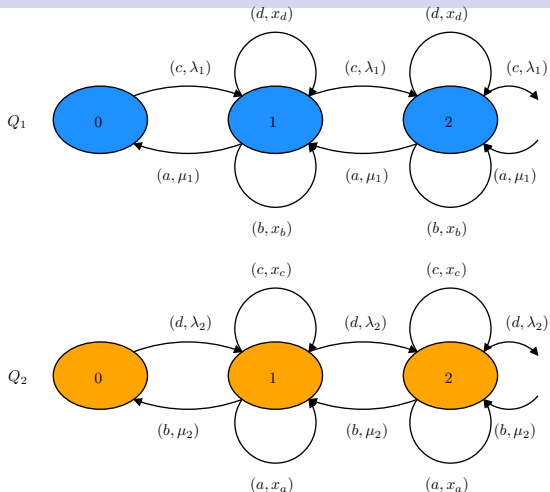 (d, x_d) (d, x_d)
(c, λ_1) (c, λ_1) (c, λ_1)
Q_1 0 1 2
(a, μ_1) (a, μ_1) (a, μ_1)
(b, x_b) (b, x_b)
(c, x_c) (c, x_c)
(d, λ_2) (d, λ_2) (d, λ_2)
Q_2 0 1 2
(b, μ_2) (b, μ_2) (b, μ_2)
(a, x_a) (a, x_a)